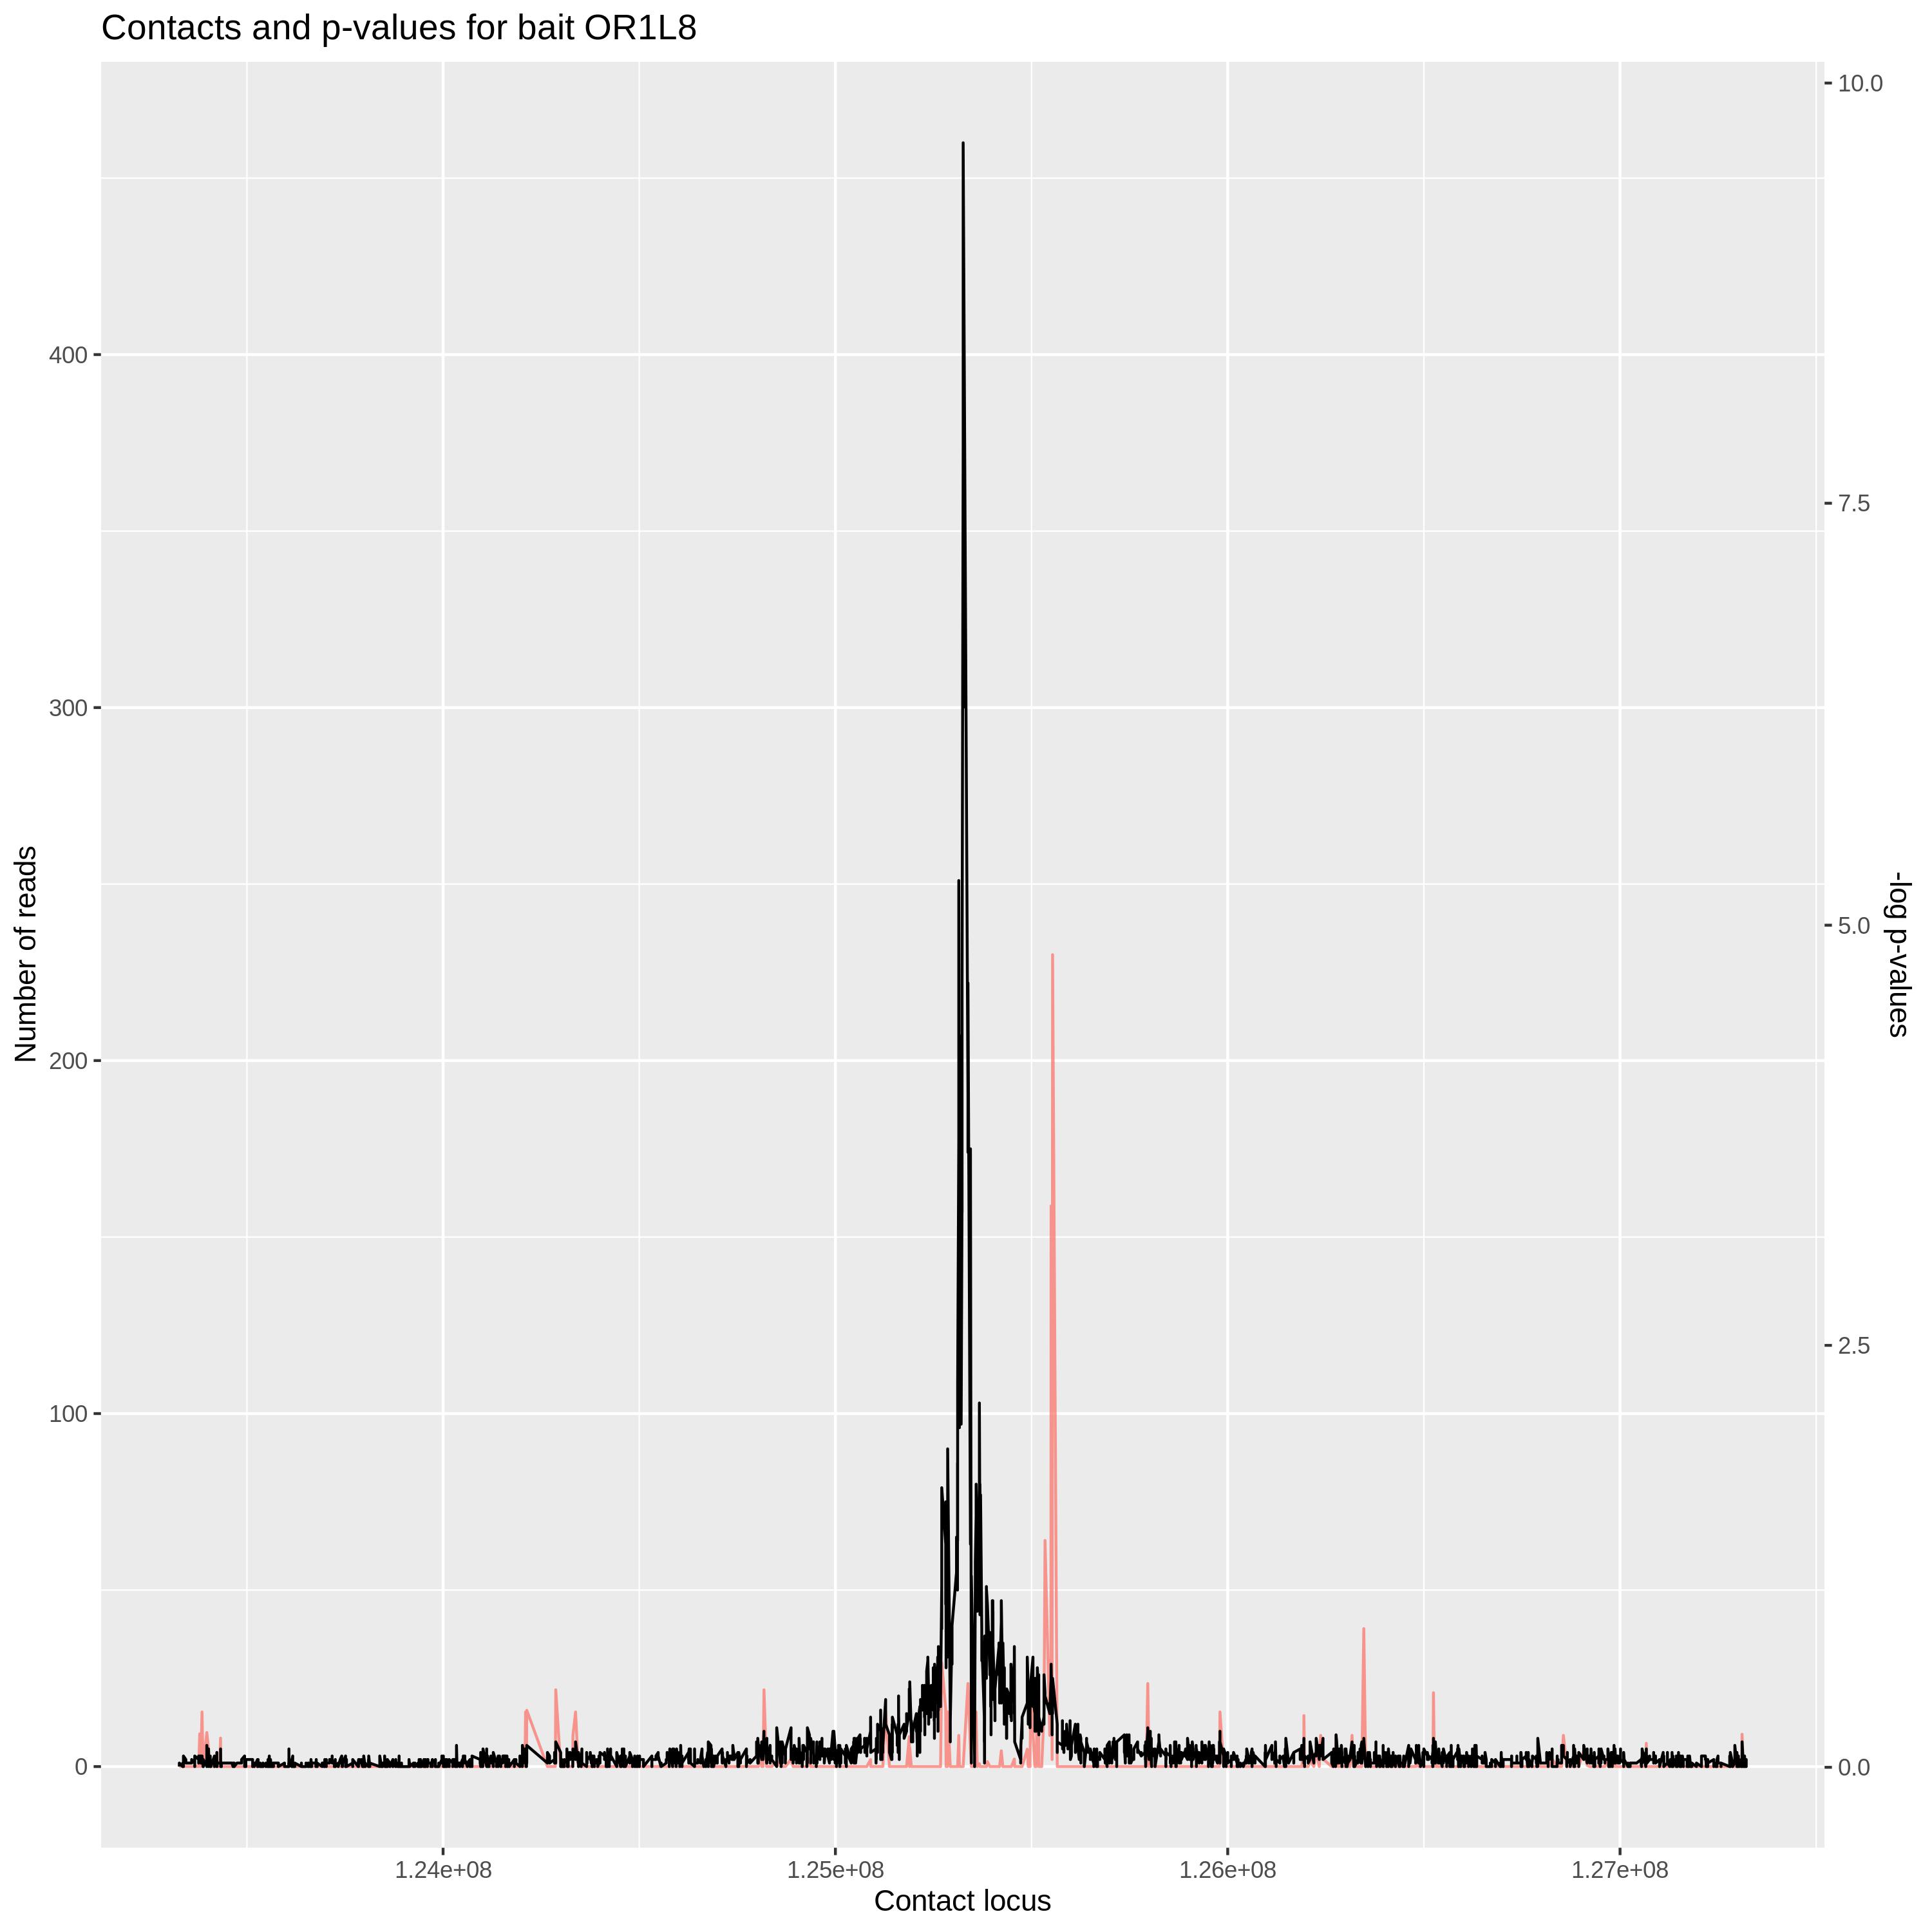 Contacts and p-values for bait OR1L8
10.0
400
7.5
300
Number of reads
-log p-values
5.0
200
2.5
100
0
0.0
1.24e+08
1.25e+08
1.26e+08
1.27e+08
Contact locus